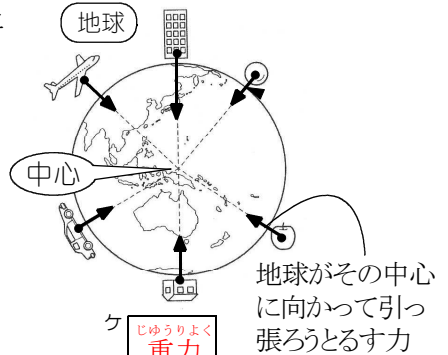 地球
中心
地球がその中心
に向かって引っ
張ろうとるす力
じゅうりよく
ケ 重力